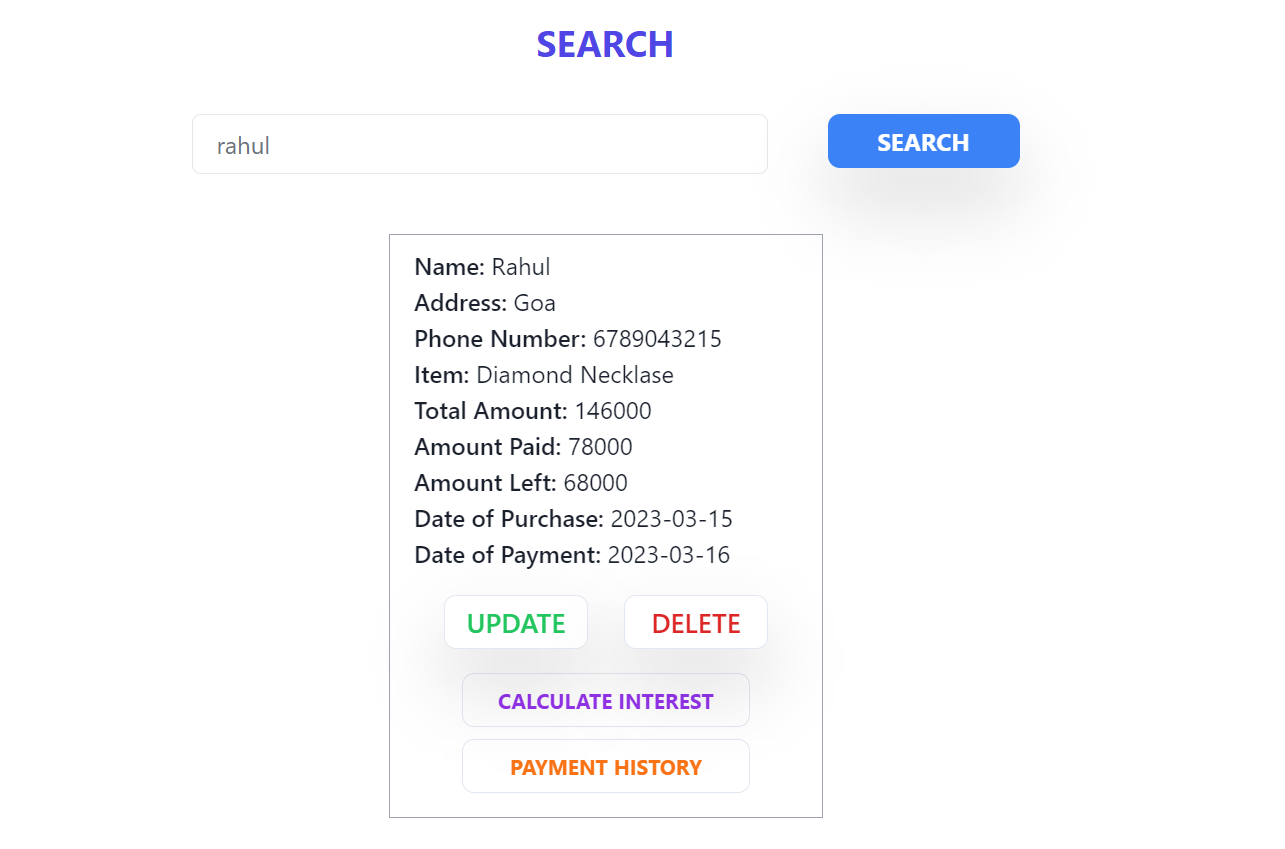 SEARCH
rahul
SEARCH
Name: Rahul
Address: Goa
Phone Number: 6789043215
Item: Diamond Necklase
Total Amount: 146000
Amount Paid: 78000
Amount Left: 68000
Date of Purchase: 2023-03-15
Date of Payment: 2023-03-16
UPDATE
DELETE
CALCULATE INTEREST
PAYMENT HISTORY